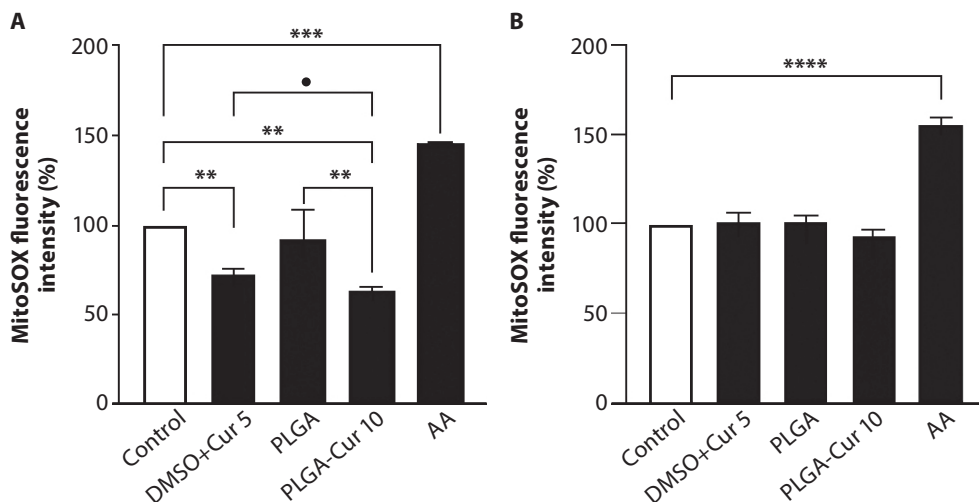 A
MitoSOX fluorescence
intensity (%)
200
150
100
50
0
***
•
**
**
**
Control
DMSO+Cur 5
PLGA
PLGA-Cur 10
AA
B
MitoSOX fluorescence
intensity (%)
200
150
100
50
0
****
Control
DMSO+Cur 5
PLGA
PLGA-Cur 10
AA